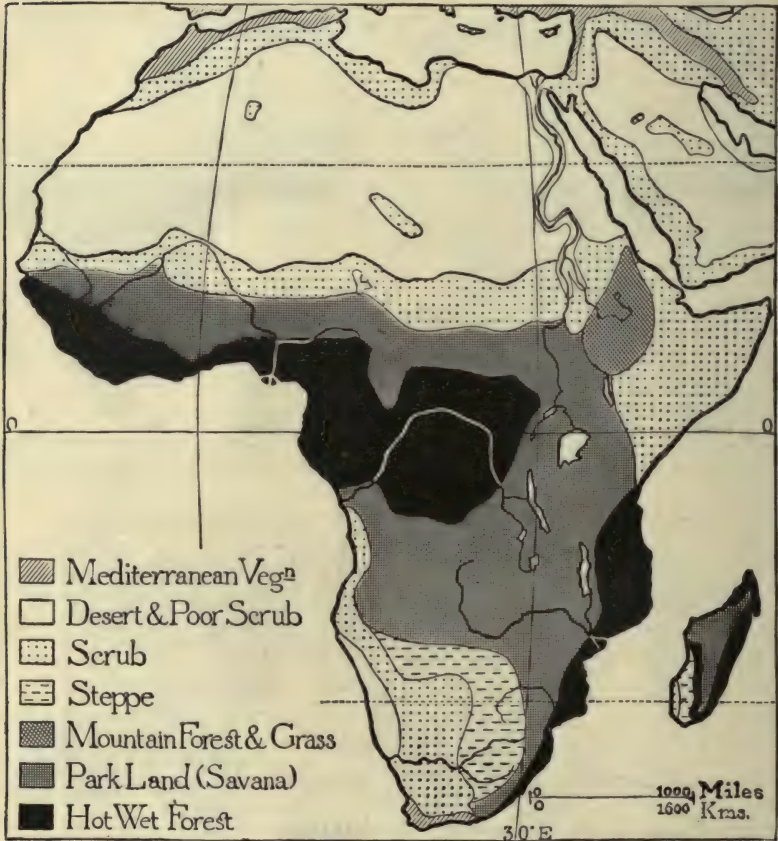 0 0
Mediterranean Vegⁿ
Desert & Poor Scrub
Scrub
Steppe
Mountain Forest & Grass
Park Land (Savana)
Hot Wet Forest
0 1000 Miles
0 1600 Kms.
30° E